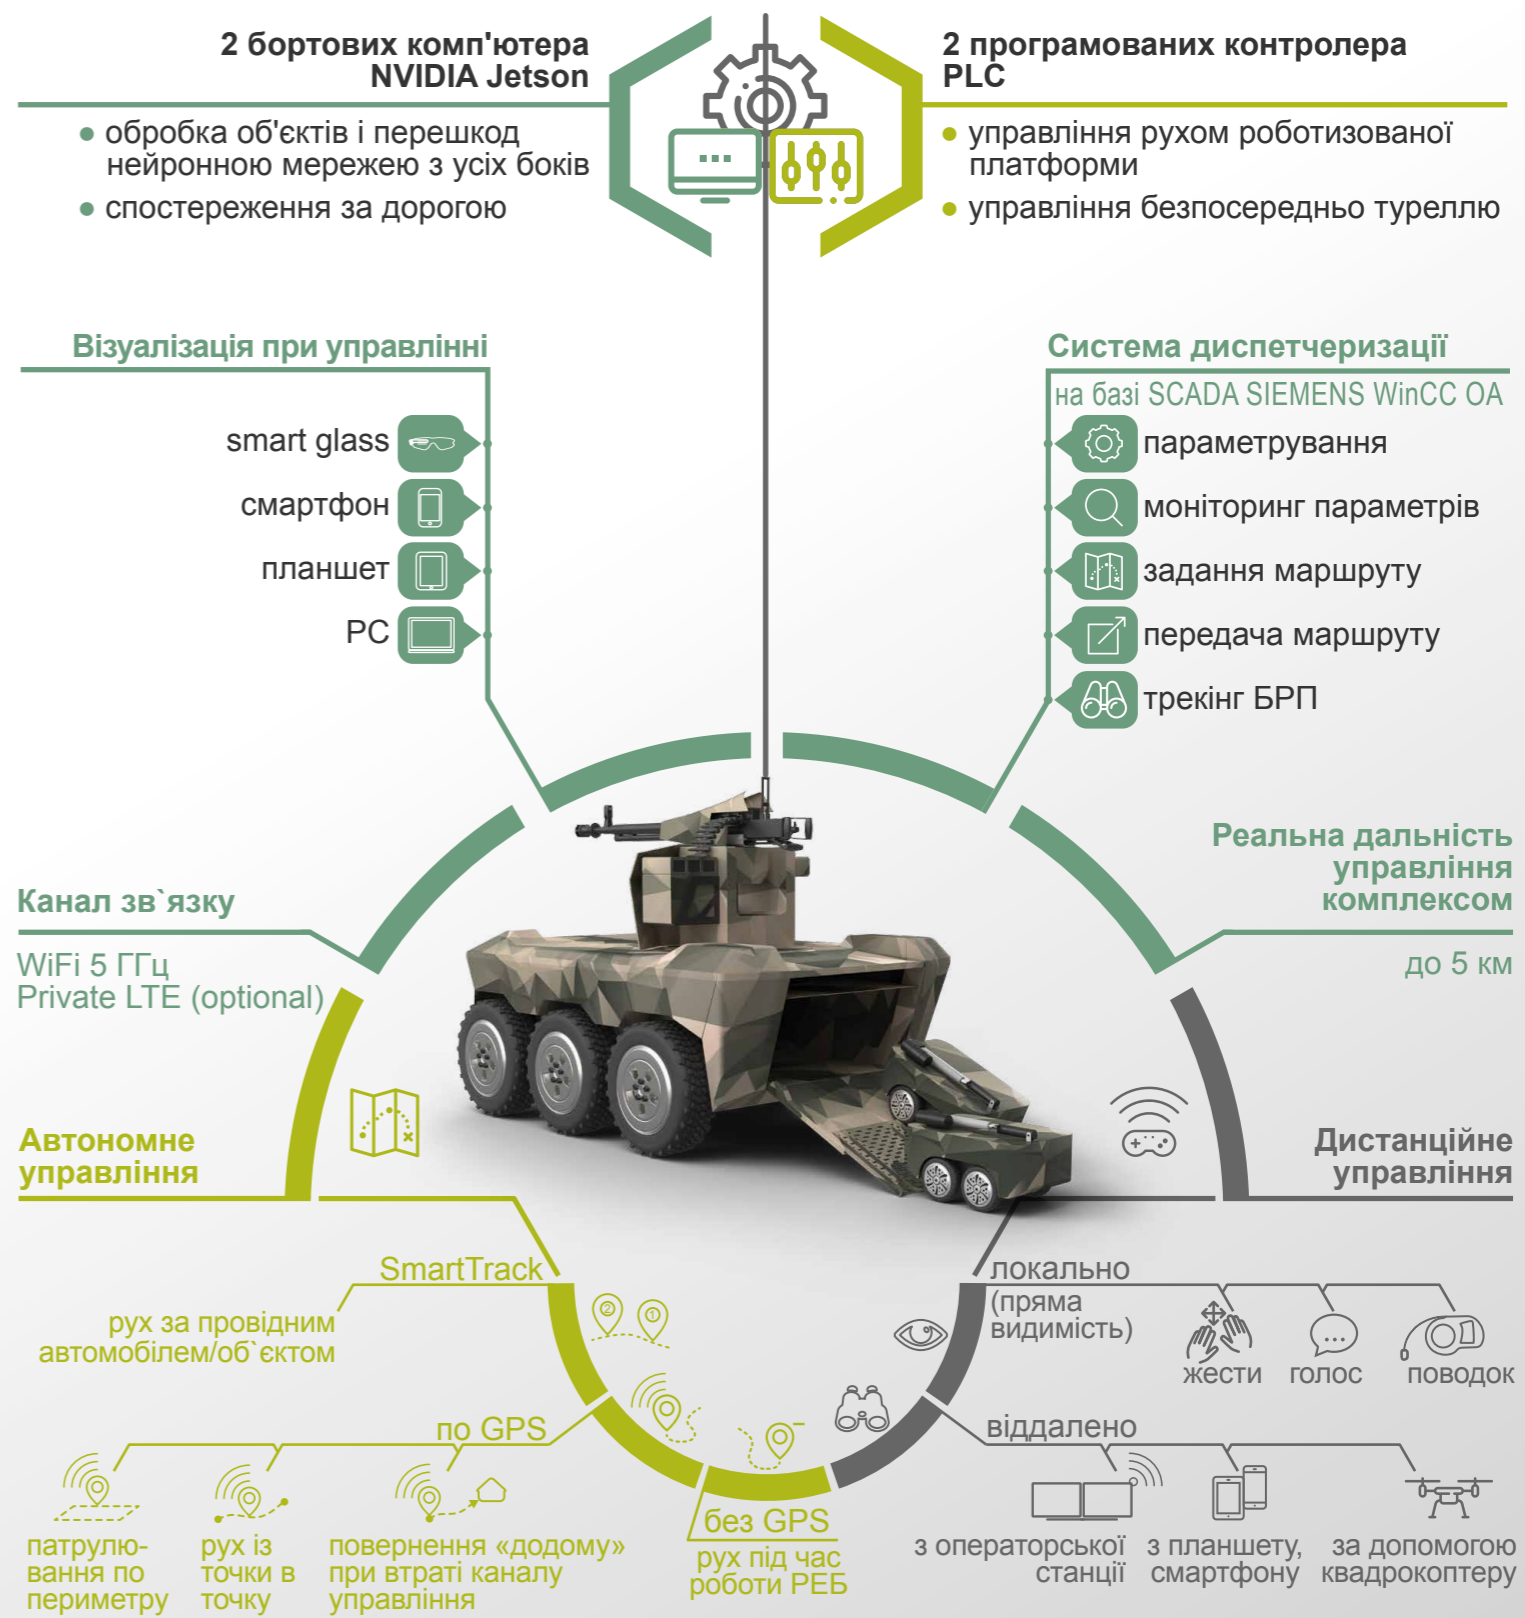 2 бортових комп'ютера
NVIDIA Jetson
• обробка об'єктів і перешкод
нейронною мережею з усіх боків
• спостереження за дорогою
2 програмованих контролера
PLC
• управління рухом роботизованої
платформи
• управління безпосередньо туреллю
Візуалізація при управлінні
smart glass
смартфон
планшет
PC
Система диспетчеризації
на базі SCADA SIEMENS WinCC OA
параметрування
моніторинг параметрів
задання маршруту
передача маршруту
трекінг БРП
Канал зв`язку
WiFi 5 ГГц
Private LTE (optional)
Реальна дальність
управління
комплексом
до 5 км
Автономне
управління
SmartTrack
рух за провідним
автомобілем/об`єктом
2
1
по GPS
патрулю-
вання по
периметру
рух із
точки в
точку
повернення «додому»
при втраті каналу
управління
без GPS
рух під час
роботи РЕБ
Дистанційне
управління
локально
(пряма
видимість)
жести
голос
поводок
віддалено
з операторської
станції
з планшету,
смартфону
за допомогою
квадрокоптеру